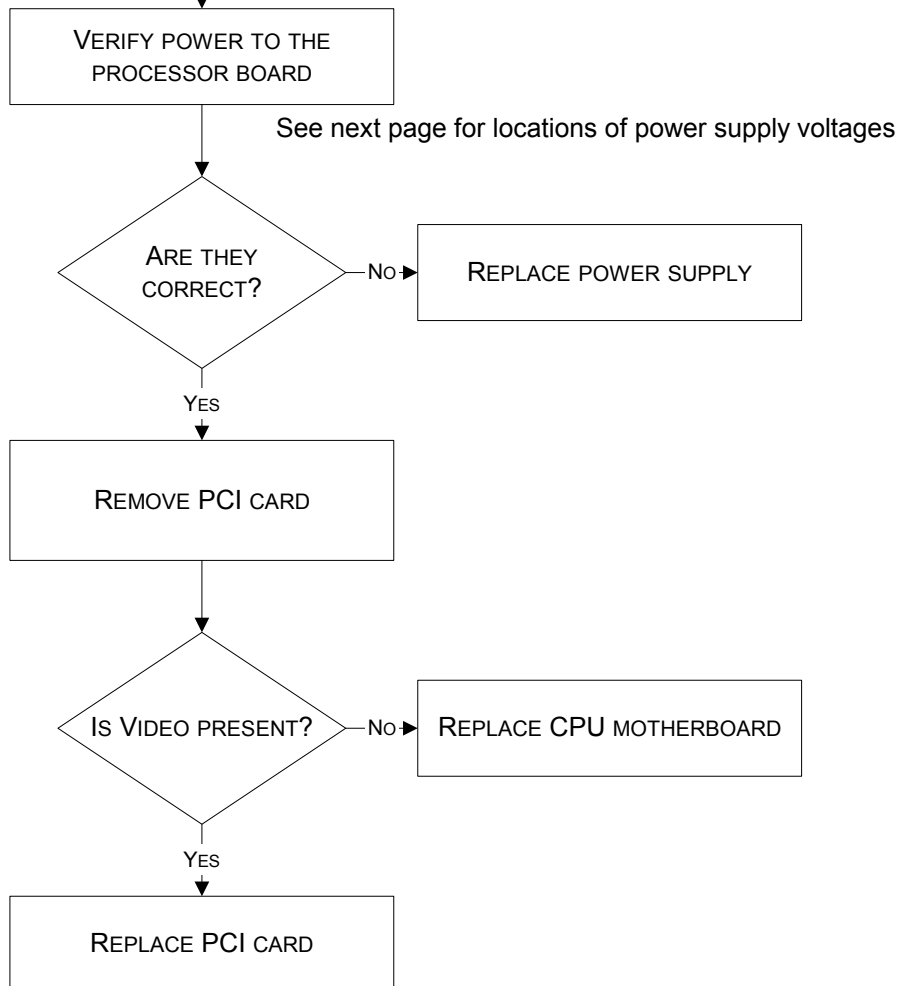 VERIFY POWER TO THE
PROCESSOR BOARD
See next page for locations of power supply voltages
ARE THEY
CORRECT?
NO
REPLACE POWER SUPPLY
YES
REMOVE PCI CARD
IS VIDEO PRESENT?
NO
REPLACE CPU MOTHERBOARD
YES
REPLACE PCI CARD